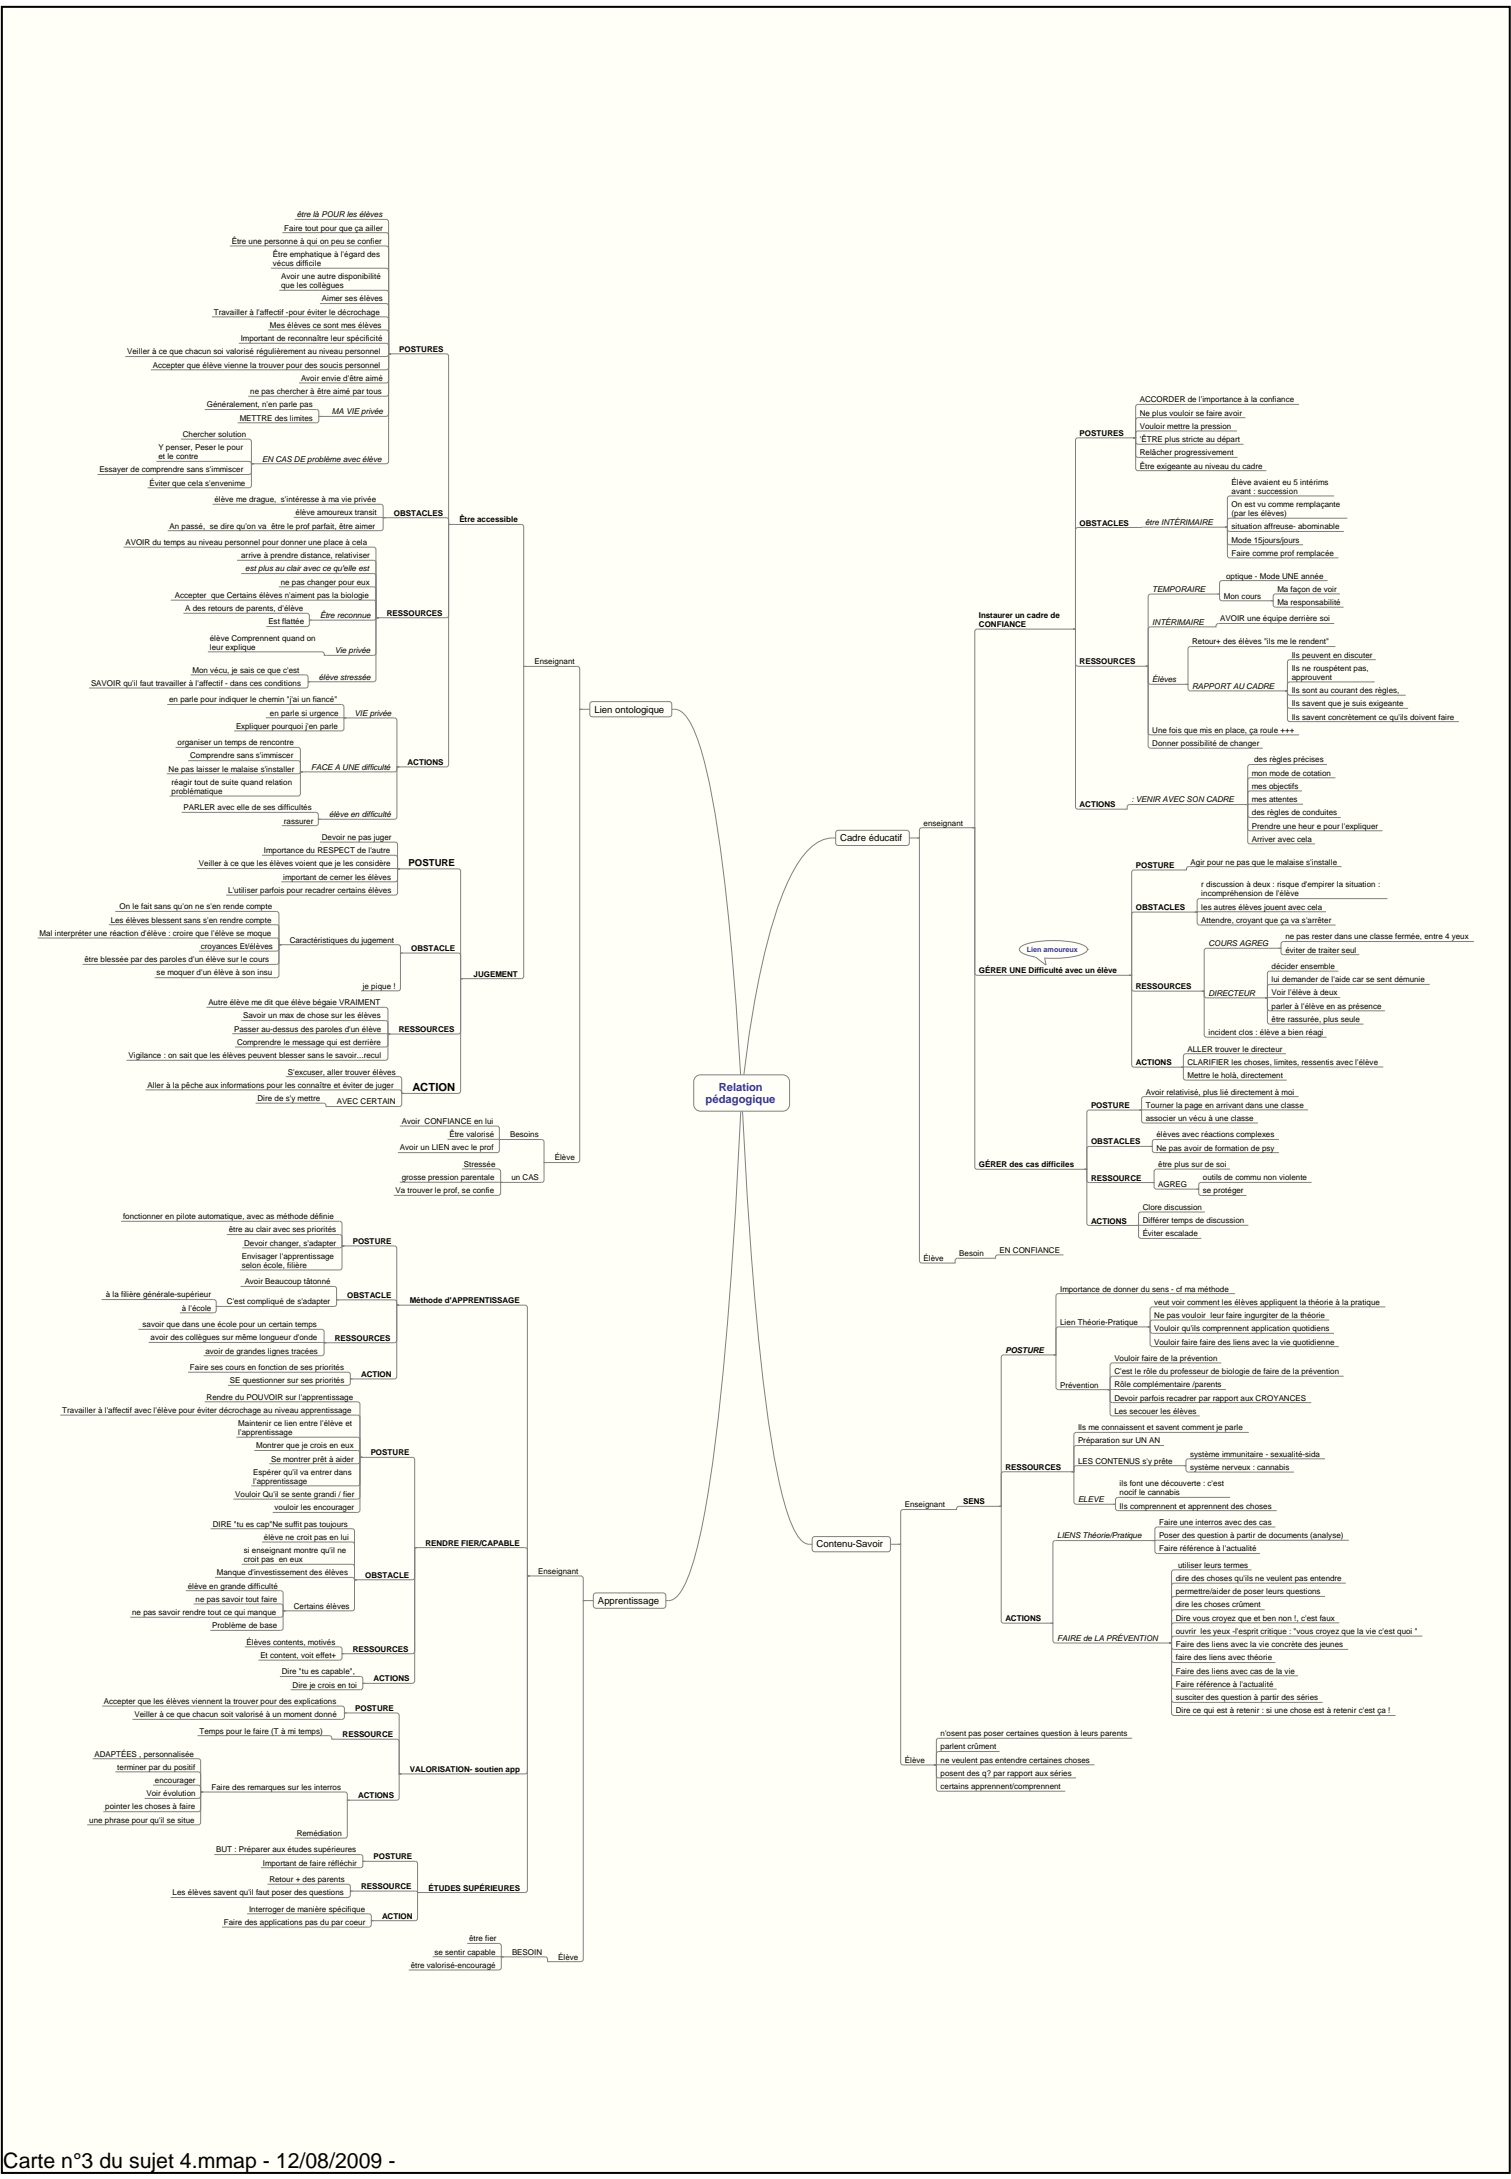 Relation
pédagogique
Lien ontologique
Enseignant
Être accessible
POSTURES
être là POUR les élèves
Faire tout pour que ça ailler
Être une personne à qui on peu se confier
Être emphatique à l'égard des
vécus difficile
Avoir une autre disponibilité
que les collègues
Aimer ses élèves
Travailler à l'affectif -pour éviter le décrochage
Mes élèves ce sont mes élèves
Important de reconnaître leur spécificité
Veiller à ce que chacun soi valorisé régulièrement au niveau personnel
Accepter que élève vienne la trouver pour des soucis personnel
Avoir envie d'être aimé
ne pas chercher à être aimé par tous
MA VIE privée
Généralement, n'en parle pas
METTRE des limites
EN CAS DE problème avec élève
Chercher solution
Y penser, Peser le pour
et le contre
Essayer de comprendre sans s'immiscer
Éviter que cela s'envenime
OBSTACLES
élève me drague,  s'intéresse à ma vie privée
élève amoureux transit
An passé,  se dire qu'on va  être le prof parfait, être aimer
RESSOURCES
AVOIR du temps au niveau personnel pour donner une place à cela
arrive à prendre distance, relativiser
est plus au clair avec ce qu'elle est
ne pas changer pour eux
Accepter  que Certains élèves n'aiment pas la biologie
Être reconnue
A des retours de parents, d'élève
Est flattée
Vie privée
élève Comprennent quand on
leur explique
élève stressée
Mon vécu, je sais ce que c'est
SAVOIR qu'il faut travailler à l'affectif - dans ces conditions
ACTIONS
VIE privée
en parle pour indiquer le chemin "j'ai un fiancé"
en parle si urgence
Expliquer pourquoi j'en parle
FACE A UNE difficulté
organiser un temps de rencontre
Comprendre sans s'immiscer
Ne pas laisser le malaise s'installer
réagir tout de suite quand relation
problématique
élève en difficulté
PARLER avec elle de ses difficultés
rassurer
JUGEMENT
POSTURE
Devoir ne pas juger
Importance du RESPECT de l'autre
Veiller à ce que les élèves voient que je les considère
important de cerner les élèves
L'utiliser parfois pour recadrer certains élèves
OBSTACLE
Caractéristiques du jugement
On le fait sans qu'on ne s'en rende compte
Les élèves blessent sans s'en rendre compte
Mal interpréter une réaction d'élève : croire que l'élève se moque
croyances Et/élèves
être blessée par des paroles d'un élève sur le cours
se moquer d'un élève à son insu
je pique !
RESSOURCES
Autre élève me dit que élève bégaie VRAIMENT
Savoir un max de chose sur les élèves
Passer au-dessus des paroles d'un élève
Comprendre le message qui est derrière
Vigilance : on sait que les élèves peuvent blesser sans le savoir...recul
ACTION
S'excuser, aller trouver élèves
Aller à la pêche aux informations pour les connaître et éviter de juger
AVEC CERTAIN
Dire de s'y mettre
Élève
Besoins
Avoir  CONFIANCE en lui
Être valorisé
Avoir un LIEN avec le prof
un CAS
Stressée
grosse pression parentale
Va trouver le prof, se confie
Apprentissage
Enseignant
Méthode d'APPRENTISSAGE
POSTURE
fonctionner en pilote automatique, avec as méthode définie
être au clair avec ses priorités
Devoir changer, s'adapter
Envisager l'apprentissage
selon école, filière
OBSTACLE
Avoir Beaucoup tâtonné
C'est compliqué de s'adapter
à la filière générale-supérieur
à l'école
RESSOURCES
savoir que dans une école pour un certain temps
avoir des collègues sur même longueur d'onde
avoir de grandes lignes tracées
ACTION
Faire ses cours en fonction de ses priorités
SE questionner sur ses priorités
RENDRE FIER/CAPABLE
POSTURE
Rendre du POUVOIR sur l'apprentissage
Travailler à l'affectif avec l'élève pour éviter décrochage au niveau apprentissage
Maintenir ce lien entre l'élève et
l'apprentissage
Montrer que je crois en eux
Se montrer prêt à aider
Espérer qu'il va entrer dans
l'apprentissage
Vouloir Qu'il se sente grandi / fier
vouloir les encourager
OBSTACLE
DIRE "tu es cap"Ne suffit pas toujours
élève ne croit pas en lui
si enseignant montre qu'il ne
croit pas  en eux
Manque d'investissement des élèves
Certains élèves
élève en grande difficulté
ne pas savoir tout faire
ne pas savoir rendre tout ce qui manque
Problème de base
RESSOURCES
Élèves contents, motivés
Et content, voit effet+
ACTIONS
Dire "tu es capable",
Dire je crois en toi
VALORISATION- soutien app
POSTURE
Accepter que les élèves viennent la trouver pour des explications
Veiller à ce que chacun soit valorisé à un moment donné
RESSOURCE
Temps pour le faire (T à mi temps)
ACTIONS
Faire des remarques sur les interros
ADAPTÉES , personnalisée
terminer par du positif
encourager
Voir évolution
pointer les choses à faire
une phrase pour qu'il se situe
Remédiation
ÉTUDES SUPÉRIEURES
POSTURE
BUT : Préparer aux études supérieures
Important de faire réfléchir
RESSOURCE
Retour + des parents
Les élèves savent qu'il faut poser des questions
ACTION
Interroger de manière spécifique
Faire des applications pas du par coeur
Élève
BESOIN
être fier
se sentir capable
être valorisé-encouragé
Cadre éducatif
enseignant
Instaurer un cadre de
CONFIANCE
POSTURES
ACCORDER de l'importance à la confiance
Ne plus vouloir se faire avoir
Vouloir mettre la pression
'ÊTRE plus stricte au départ
Relâcher progressivement
Être exigeante au niveau du cadre
OBSTACLES
être INTÉRIMAIRE
Élève avaient eu 5 intérims
avant : succession
On est vu comme remplaçante
(par les élèves)
situation affreuse- abominable
Mode 15jours/jours
Faire comme prof remplacée
RESSOURCES
TEMPORAIRE
optique - Mode UNE année
Mon cours
Ma façon de voir
Ma responsabilité
INTÉRIMAIRE
AVOIR une équipe derrière soi
Élèves
Retour+ des élèves "ils me le rendent"
RAPPORT AU CADRE
Ils peuvent en discuter
Ils ne rouspètent pas,
approuvent
Ils sont au courant des règles,
Ils savent que je suis exigeante
Ils savent concrètement ce qu'ils doivent faire
Une fois que mis en place, ça roule +++
Donner possibilité de changer
ACTIONS
: VENIR AVEC SON CADRE
des règles précises
mon mode de cotation
mes objectifs
mes attentes
des règles de conduites
Prendre une heur e pour l'expliquer
Arriver avec cela
Lien amoureux
GÉRER UNE Difficulté avec un élève
POSTURE
Agir pour ne pas que le malaise s'installe
OBSTACLES
r discussion à deux : risque d'empirer la situation :
incompréhension de l'élève
les autres élèves jouent avec cela
Attendre, croyant que ça va s'arrêter
RESSOURCES
COURS AGREG
ne pas rester dans une classe fermée, entre 4 yeux
éviter de traiter seul
DIRECTEUR
décider ensemble
lui demander de l'aide car se sent démunie
Voir l'élève à deux
parler à l'élève en as présence
être rassurée, plus seule
incident clos : élève a bien réagi
ACTIONS
ALLER trouver le directeur
CLARIFIER les choses, limites, ressentis avec l'élève
Mettre le holà, directement
GÉRER des cas difficiles
POSTURE
Avoir relativisé, plus lié directement à moi
Tourner la page en arrivant dans une classe
associer un vécu à une classe
OBSTACLES
élèves avec réactions complexes
Ne pas avoir de formation de psy
RESSOURCE
être plus sur de soi
AGREG
outils de commu non violente
se protéger
ACTIONS
Clore discussion
Différer temps de discussion
Éviter escalade
Élève
Besoin
EN CONFIANCE
Contenu-Savoir
Enseignant
SENS
POSTURE
Importance de donner du sens - cf ma méthode
Lien Théorie-Pratique
veut voir comment les élèves appliquent la théorie à la pratique
Ne pas vouloir  leur faire ingurgiter de la théorie
Vouloir qu'ils comprennent application quotidiens
Vouloir faire faire des liens avec la vie quotidienne
Prévention
Vouloir faire de la prévention
C'est le rôle du professeur de biologie de faire de la prévention
Rôle complémentaire /parents
Devoir parfois recadrer par rapport aux CROYANCES
Les secouer les élèves
RESSOURCES
Ils me connaissent et savent comment je parle
Préparation sur UN AN
LES CONTENUS s'y prête
système immunitaire - sexualité-sida
système nerveux : cannabis
ELEVE
ils font une découverte : c'est
nocif le cannabis
Ils comprennent et apprennent des choses
ACTIONS
LIENS Théorie/Pratique
Faire une interros avec des cas
Poser des question à partir de documents (analyse)
Faire référence à l'actualité
FAIRE de LA PRÉVENTION
utiliser leurs termes
dire des choses qu'ils ne veulent pas entendre
permettre/aider de poser leurs questions
dire les choses crûment
Dire vous croyez que et ben non !, c'est faux
ouvrir  les yeux -l'esprit critique : "vous croyez que la vie c'est quoi "
Faire des liens avec la vie concrète des jeunes
faire des liens avec théorie
Faire des liens avec cas de la vie
Faire référence à l'actualité
susciter des question à partir des séries
Dire ce qui est à retenir : si une chose est à retenir c'est ça !
Élève
n'osent pas poser certaines question à leurs parents
parlent crûment
ne veulent pas entendre certaines choses
posent des q? par rapport aux séries
certains apprennent/comprennent
Carte n°3 du sujet 4.mmap - 12/08/2009 -